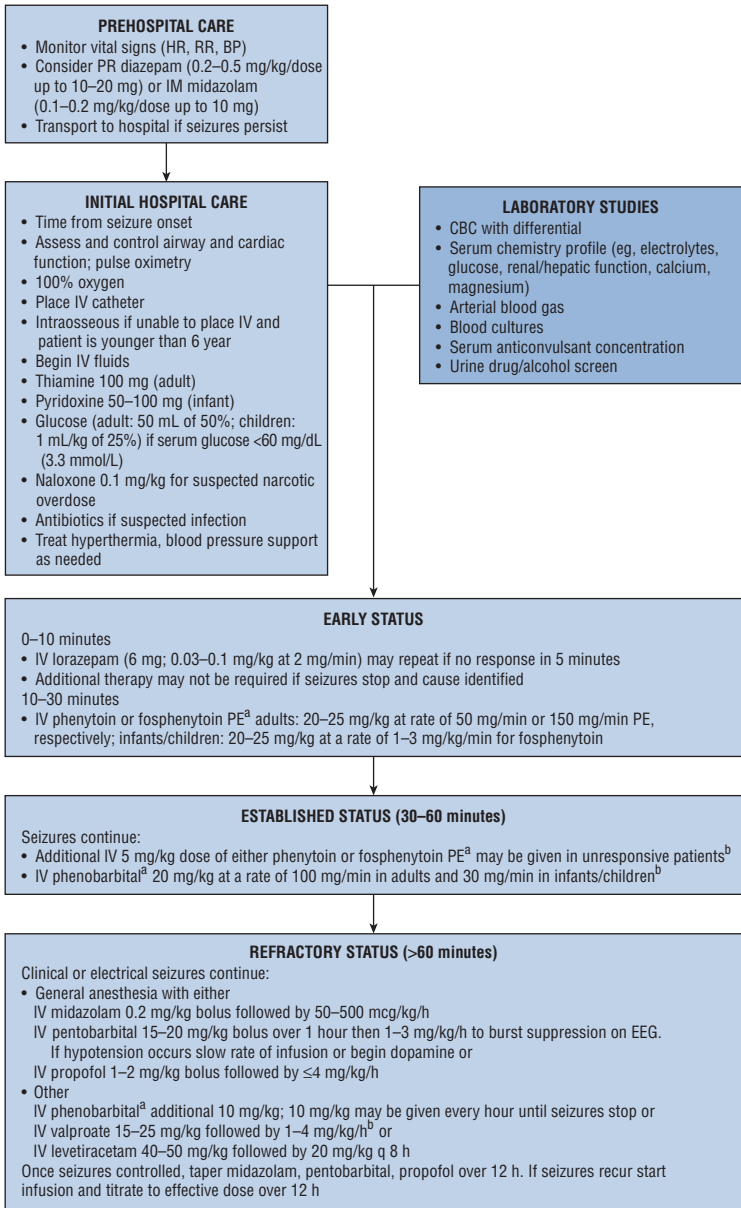 PREHOSPITAL CARE
• Monitor vital signs (HR, RR, BP)
• Consider PR diazepam (0.2–0.5 mg/kg/dose
up to 10–20 mg) or IM midazolam
(0.1–0.2 mg/kg/dose up to 10 mg)
• Transport to hospital if seizures persist
INITIAL HOSPITAL CARE
• Time from seizure onset
• Assess and control airway and cardiac
function; pulse oximetry
• 100% oxygen
• Place IV catheter
• Intraosseous if unable to place IV and
patient is younger than 6 year
• Begin IV fluids
• Thiamine 100 mg (adult)
• Pyridoxine 50–100 mg (infant)
• Glucose (adult: 50 mL of 50%; children:
1 mL/kg of 25%) if serum glucose <60 mg/dL
(3.3 mmol/L)
• Naloxone 0.1 mg/kg for suspected narcotic
overdose
• Antibiotics if suspected infection
• Treat hyperthermia, blood pressure support
as needed
LABORATORY STUDIES
• CBC with differential
• Serum chemistry profile (eg, electrolytes,
glucose, renal/hepatic function, calcium,
magnesium)
• Arterial blood gas
• Blood cultures
• Serum anticonvulsant concentration
• Urine drug/alcohol screen
EARLY STATUS
0–10 minutes
• IV lorazepam (6 mg; 0.03–0.1 mg/kg at 2 mg/min) may repeat if no response in 5 minutes
• Additional therapy may not be required if seizures stop and cause identified
10–30 minutes
• IV phenytoin or fosphenytoin PEa adults: 20–25 mg/kg at rate of 50 mg/min or 150 mg/min PE,
respectively; infants/children: 20–25 mg/kg at a rate of 1–3 mg/kg/min for fosphenytoin
ESTABLISHED STATUS (30–60 minutes)
Seizures continue:
• Additional IV 5 mg/kg dose of either phenytoin or fosphenytoin PEa may be given in unresponsive patientsb
• IV phenobarbitala 20 mg/kg at a rate of 100 mg/min in adults and 30 mg/min in infants/childrenb
REFRACTORY STATUS (>60 minutes)
Clinical or electrical seizures continue:
• General anesthesia with either
IV midazolam 0.2 mg/kg bolus followed by 50–500 mcg/kg/h
IV pentobarbital 15–20 mg/kg bolus over 1 hour then 1–3 mg/kg/h to burst suppression on EEG.
If hypotension occurs slow rate of infusion or begin dopamine or
IV propofol 1–2 mg/kg bolus followed by ≤4 mg/kg/h
• Other
IV phenobarbitala additional 10 mg/kg; 10 mg/kg may be given every hour until seizures stop or
IV valproate 15–25 mg/kg followed by 1–4 mg/kg/hb or
IV levetiracetam 40–50 mg/kg followed by 20 mg/kg q 8 h
Once seizures controlled, taper midazolam, pentobarbital, propofol over 12 h. If seizures recur start
infusion and titrate to effective dose over 12 h